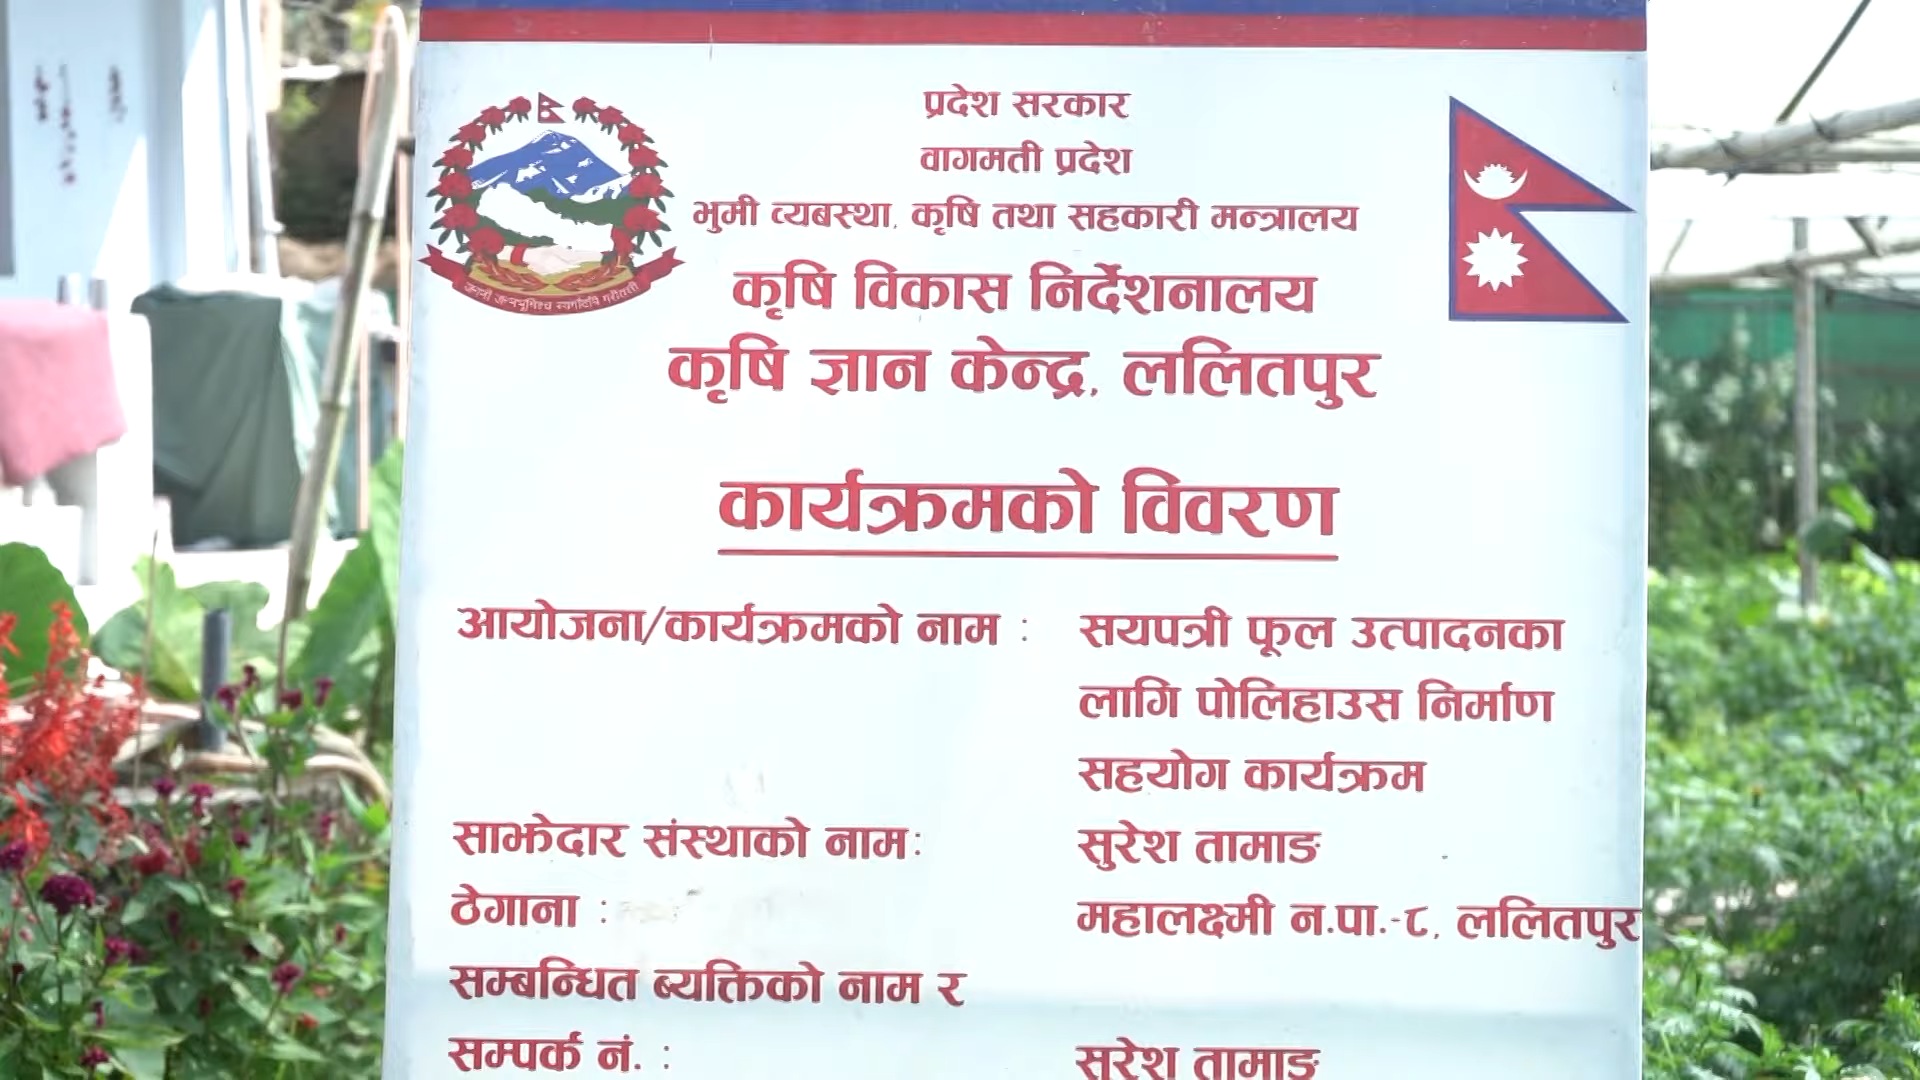 प्रदेश सरकार
वागमती प्रदेश
भुमी व्यबस्था, कृषि तथा सहकारी मन्त्रालय
कृषि विकास निर्देशनालय
कृषि ज्ञान केन्द्र, ललितपुर
कार्यक्रमको विवरण
आयोजना/कार्यक्रमको नाम : सयपत्री फूल उत्पादनका
लागि पोलिहाउस निर्माण
सहयोग कार्यक्रम
साझेदार संस्थाको नाम: सुरेश तामाङ
ठेगाना : महालक्ष्मी न.पा.-८, ललितपुर
सम्बन्धित ब्यक्तिको नाम र
सम्पर्क नं. : सुरेश तामाङ